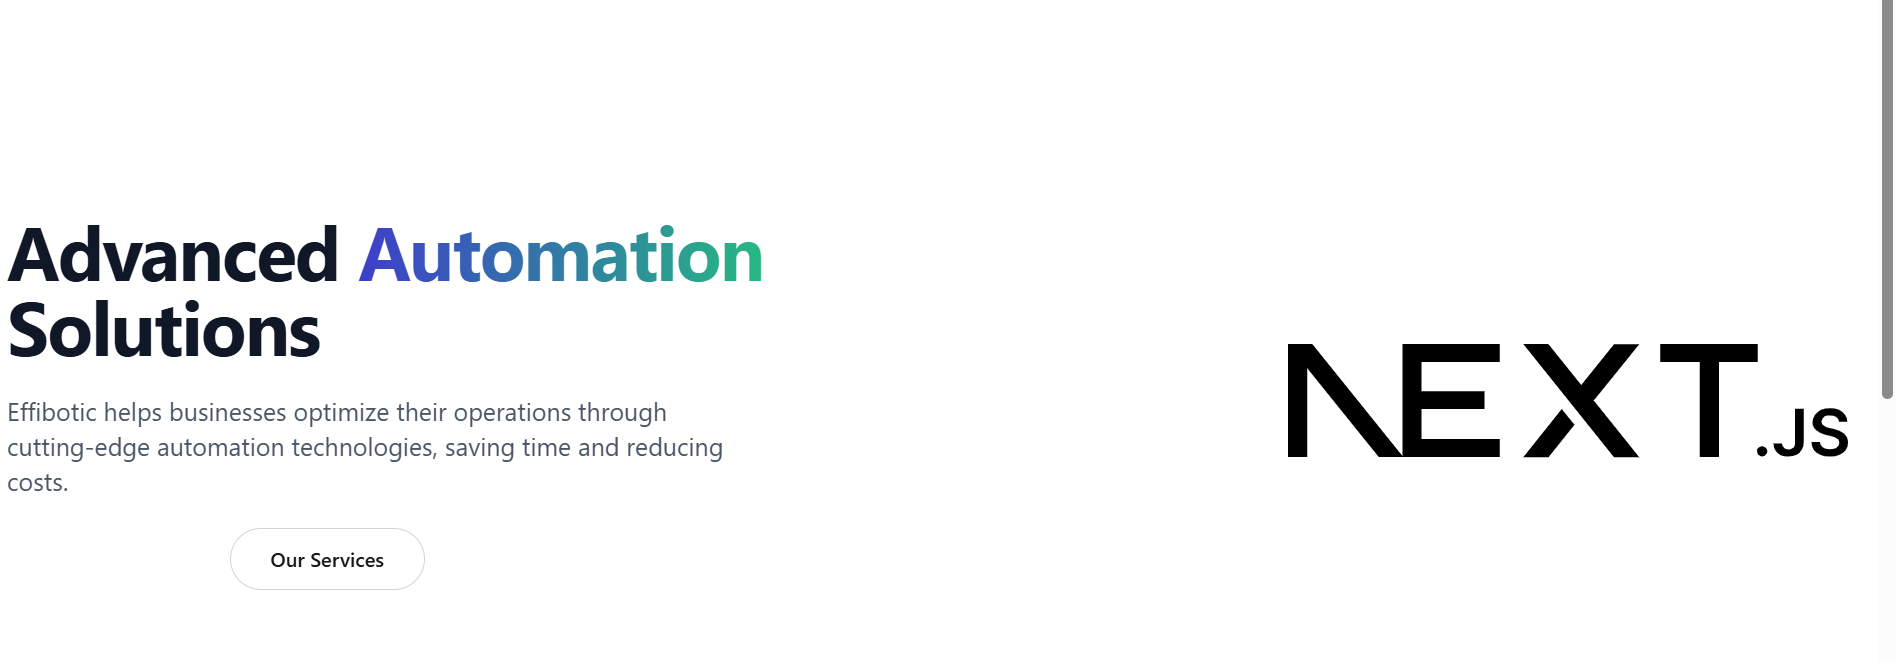 Advanced Automation
Solutions
Effibotic helps businesses optimize their operations through
cutting-edge automation technologies, saving time and reducing
costs.
Our Services
NEXT.JS